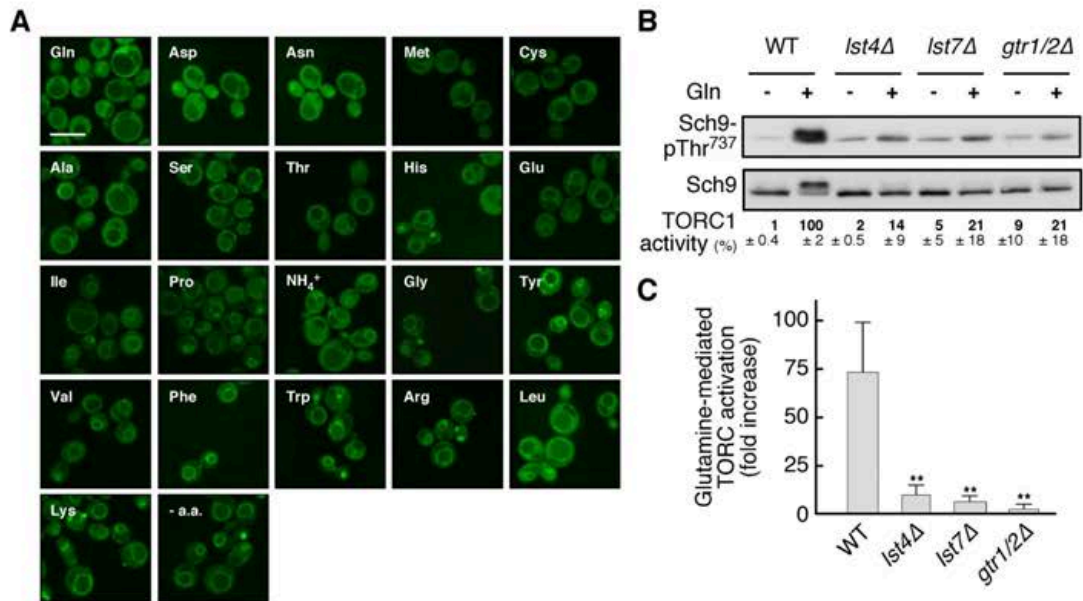 A
Gln Asp Asn Met Cys
Ala Ser Thr His Glu
Ile Pro NH₄⁺ Gly Tyr
Val Phe Trp Arg Leu
Lys - a.a.
B
WT lst4Δ lst7Δ gtr1/2Δ
Gln - + - + - + - +
Sch9-
pThr⁷³⁷
Sch9
TORC1 1 100 2 14 5 21 9 21
activity (%) ± 0.4 ± 2 ± 0.5 ± 9 ± 5 ± 18 ±10 ± 18
C
Glutamine-mediated
TORC activation
(fold increase)
100
75
50
25
0
** ** **
WT lst4Δ lst7Δ gtr1/2Δ